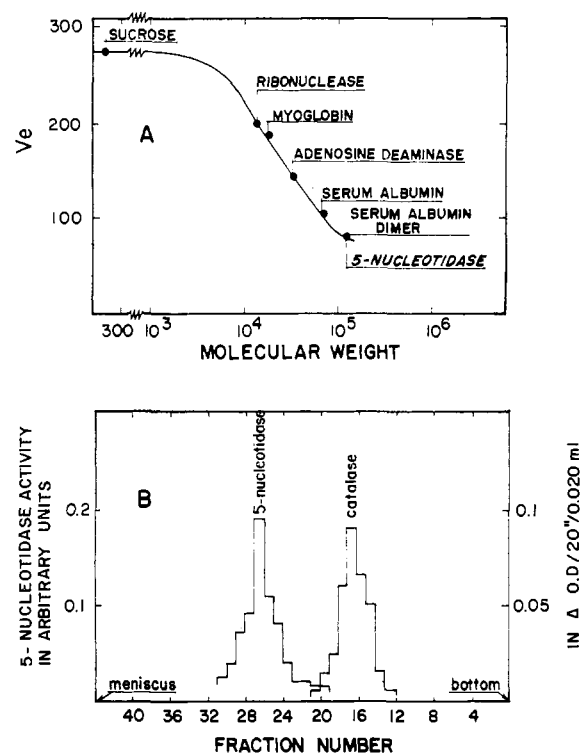 300
SUCROSE
RIBONUCLEASE
MYOGLOBIN
A
200
Ve
ADENOSINE DEAMINASE
SERUM ALBUMIN
100
SERUM ALBUMIN
DIMER
5-NUCLEOTIDASE
300 10³ 10⁴ 10⁵ 10⁶
MOLECULAR WEIGHT
B
5-nucleotidase
catalase
5-NUCLEOTIDASE ACTIVITY
IN ARBITRARY UNITS
0.2
0.1
0.1
0.05
IN Δ O.D/20"/0.020 ml
meniscus
bottom
40 36 32 28 24 20 16 12
FRACTION NUMBER